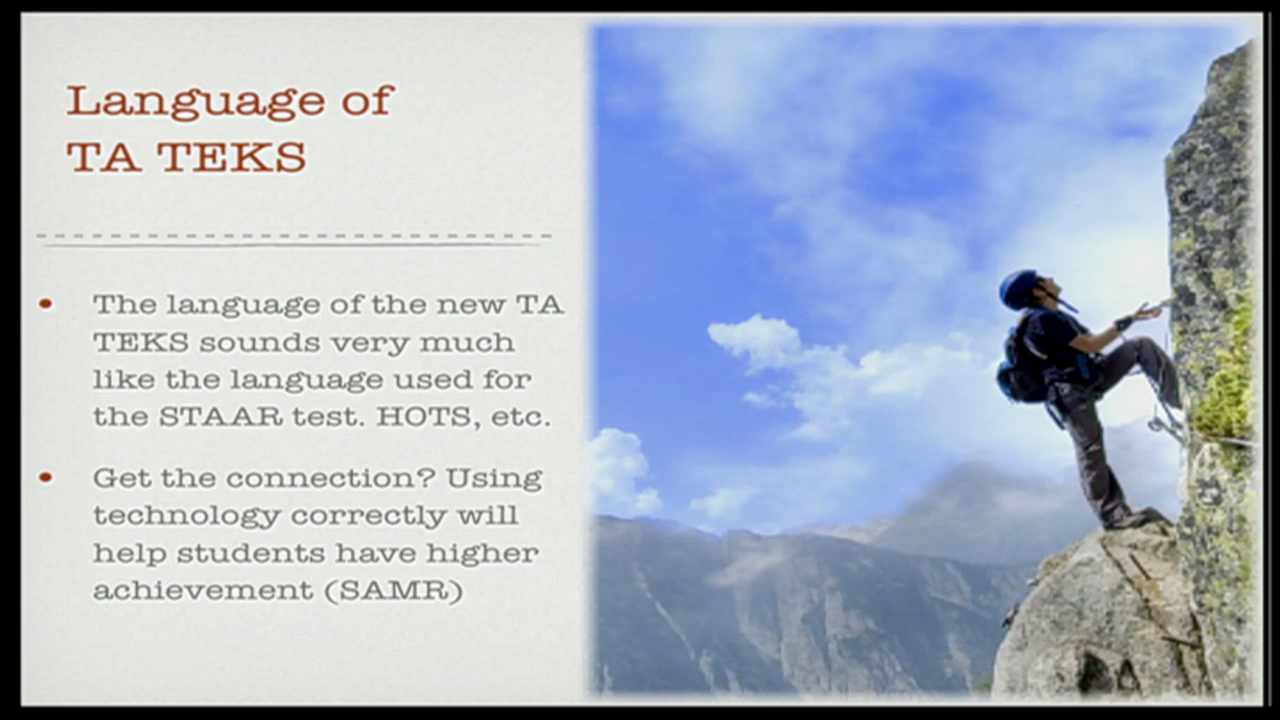 Language of
TA TEKS
• The language of the new TA
TEKS sounds very much
like the language used for
the STAAR test. HOTS, etc.
• Get the connection? Using
technology correctly will
help students have higher
achievement (SAMR)